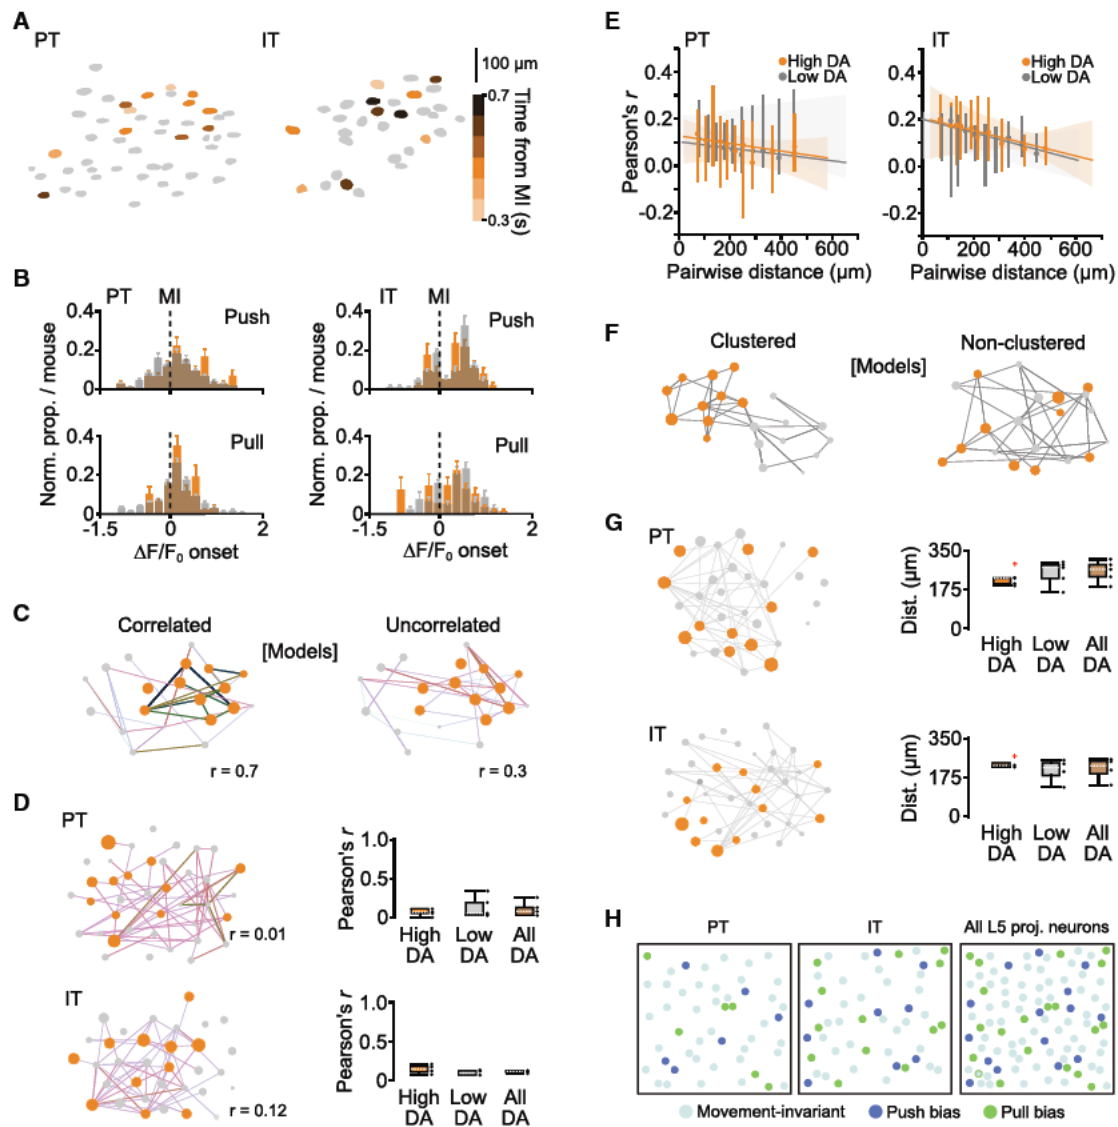 A
PT
IT
100 µm
0.7
Time from MI (s)
0.3
B
PT
MI
0.4
Push
0.2
0
Norm. prop. / mouse
0.4
Pull
0.2
0
-1.5
0
2
ΔF/F0 onset
IT
MI
0.4
Push
0.2
0
Norm. prop. / mouse
0.4
Pull
0.2
0
-1.5
0
2
ΔF/F0 onset
C
Correlated
[Models]
Uncorrelated
r = 0.7
r = 0.3
D
PT
r = 0.01
Pearson's r
1.0
0.5
0
High DA
Low DA
All DA
IT
r = 0.12
Pearson's r
1.0
0.5
0
High DA
Low DA
All DA
E
PT
High DA
Low DA
Pearson's r
0.4
0.2
0.0
-0.2
0
200
400
600
Pairwise distance (µm)
IT
High DA
Low DA
0.4
0.2
0.0
-0.2
0
200
400
600
Pairwise distance (µm)
F
Clustered
[Models]
Non-clustered
G
PT
Dist. (µm)
350
175
0
High DA
Low DA
All DA
IT
Dist. (µm)
350
175
0
High DA
Low DA
All DA
H
PT
IT
All L5 proj. neurons
Movement-invariant
Push bias
Pull bias